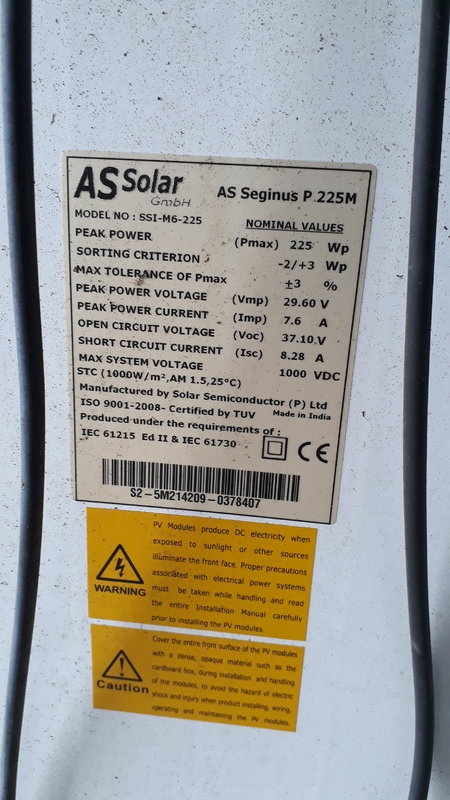 AS Solar
GmbH
AS Seginus P 225M
MODEL NO : SSI-M6-225
NOMINAL VALUES
PEAK POWER (Pmax) 225 Wp
SORTING CRITERION -2/+3 Wp
MAX TOLERANCE OF Pmax ±3 %
PEAK POWER VOLTAGE (Vmp) 29.60 V
PEAK POWER CURRENT (Imp) 7.6 A
OPEN CIRCUIT VOLTAGE (Voc) 37.10 V
SHORT CIRCUIT CURRENT (Isc) 8.28 A
MAX SYSTEM VOLTAGE 1000 VDC
STC (1000W/m², AM 1.5,25°C)
Manufactured by Solar Semiconductor (P) Ltd
ISO 9001-2008- Certified by TUV Made in India
Produced under the requirements of :
IEC 61215 Ed II & IEC 61730
CE
S2-5M214209-0378407
WARNING
PV Modules produce DC electricity when
exposed to sunlight or other sources
illuminate the front face. Proper precautions
associated with electrical power systems
must be taken while handling and read
the entire Installation Manual carefully
prior to installing the PV modules.
Caution
Cover the entire front surface of the PV modules
with a dense, opaque material such as the
cardboard box, during installation and handling
of the modules, to avoid the hazard of electric
shock and injury when product installing, wiring,
operating and maintaining the PV modules.